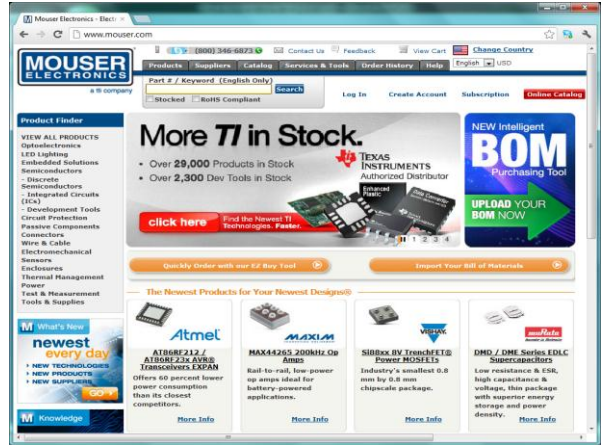 Mouser Electronics - Electr
www.mouser.com
(800) 346-6873
Contact Us
Feedback
View Cart
Change Country
MOUSER
ELECTRONICS
a tti company
Products
Suppliers
Catalog
Services & Tools
Order History
Help
English
USD
Part # / Keyword (English Only)
Search
Stocked
RoHS Compliant
Log In
Create Account
Subscription
Online Catalog
Product Finder
VIEW ALL PRODUCTS
Optoelectronics
LED Lighting
Embedded Solutions
Semiconductors
- Discrete
Semiconductors
- Integrated Circuits
(ICs)
- Development Tools
Circuit Protection
Passive Components
Connectors
Wire & Cable
Electromechanical
Sensors
Enclosures
Thermal Management
Power
Test & Measurement
Tools & Supplies
More TI in Stock.
• Over 29,000 Products in Stock
• Over 2,300 Dev Tools in Stock
TEXAS
INSTRUMENTS
Authorized Distributor
Enhanced
Plastic
Data Converter
click here
Find the Newest TI
Technologies. Faster.
1 2 3 4
NEW Intelligent
BOM
Purchasing Tool
UPLOAD YOUR
BOM NOW
Quickly Order with our EZ Buy Tool
Import Your Bill of Materials
The Newest Products for Your Newest Designs®
Atmel
AT86RF212 /
AT86RF23x AVR®
Transceivers EXPAN
Offers 60 percent lower
power consumption
than its closest
competitors.
More Info
MAXIM
MAX44265 200kHz Op
Amps
Rail-to-rail, low-power
op amps ideal for
battery-powered
applications.
More Info
VISHAY.
Si88xx 8V TrenchFET®
Power MOSFETs
Industry's smallest 0.8
mm by 0.8 mm
chipscale package.
More Info
muRata
DMD / DME Series EDLC
Supercapacitors
Low resistance & ESR,
high capacitance &
voltage, thin package
with superior energy
storage and power
density.
More Info
M What's New
newest
every day
NEW TECHNOLOGIES
NEW PRODUCTS
NEW SUPPLIERS
GO
M Knowledge